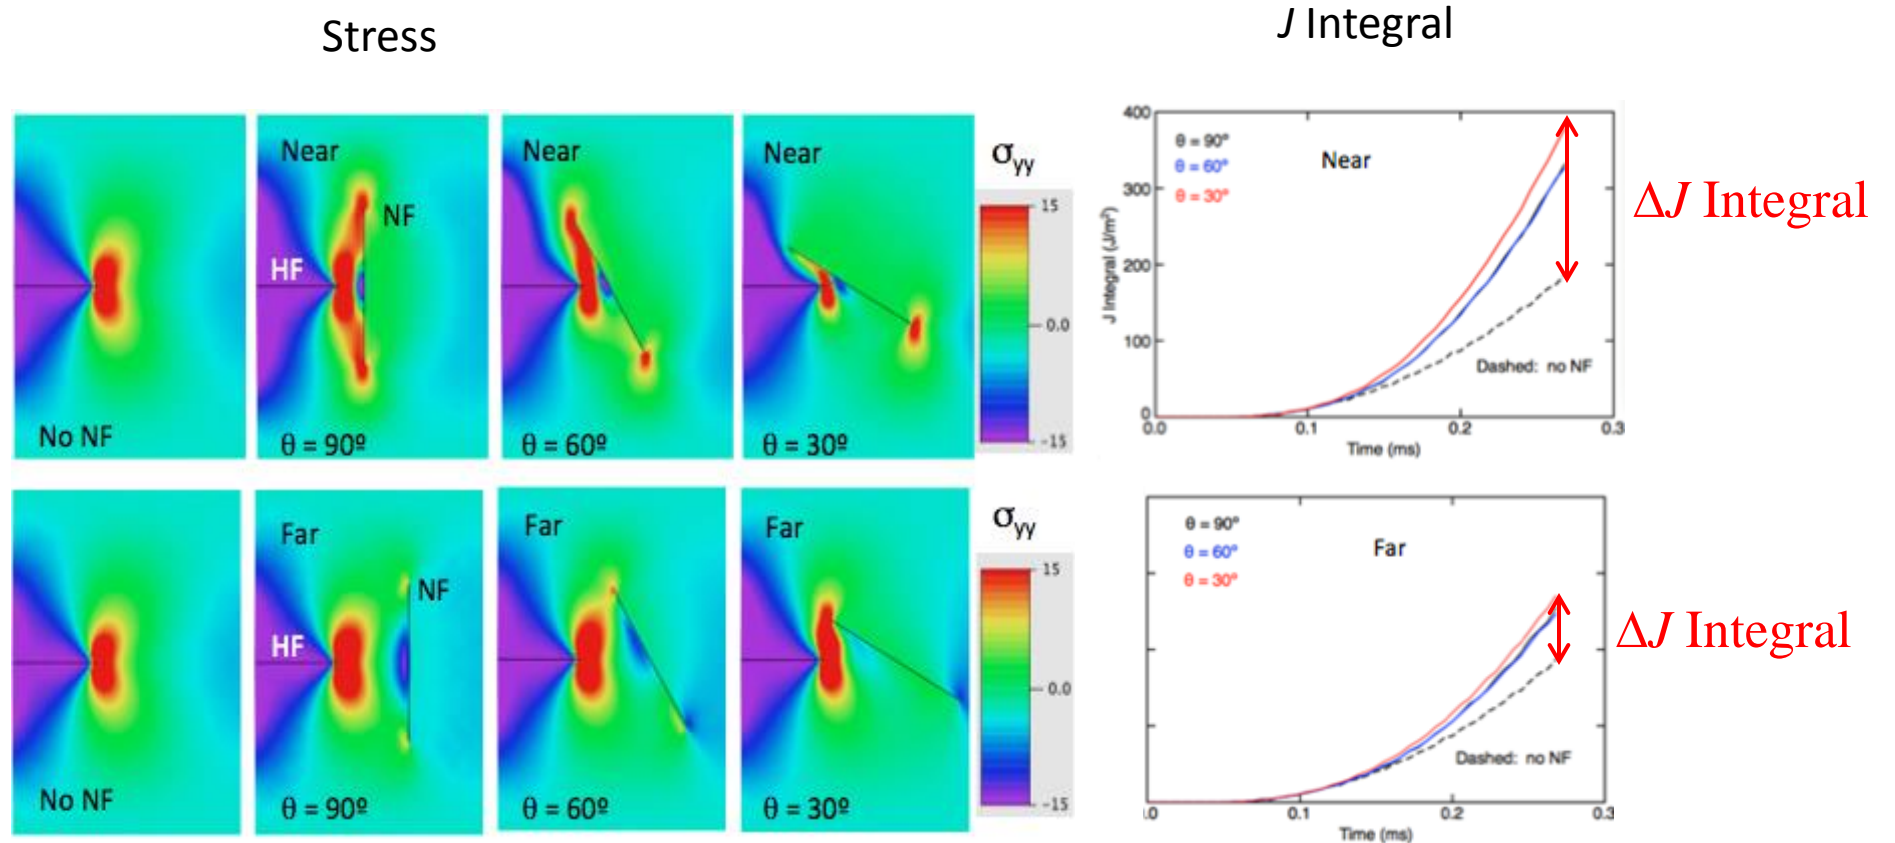 Stress
J Integral
Near
NF
HF
Near
Near
No NF
θ = 90º
θ = 60º
θ = 30º
σyy
15
0.0
-15
400
300
200
100
0
J Integral (J/m²)
θ = 90°
θ = 60°
θ = 30°
Near
Dashed: no NF
0.0
0.1
0.2
0.3
Time (ms)
ΔJ Integral
Far
NF
HF
Far
Far
No NF
θ = 90º
θ = 60º
θ = 30º
σyy
15
0.0
-15
θ = 90°
θ = 60°
θ = 30°
Far
Dashed: no NF
.0
0.1
0.2
0.3
Time (ms)
ΔJ Integral